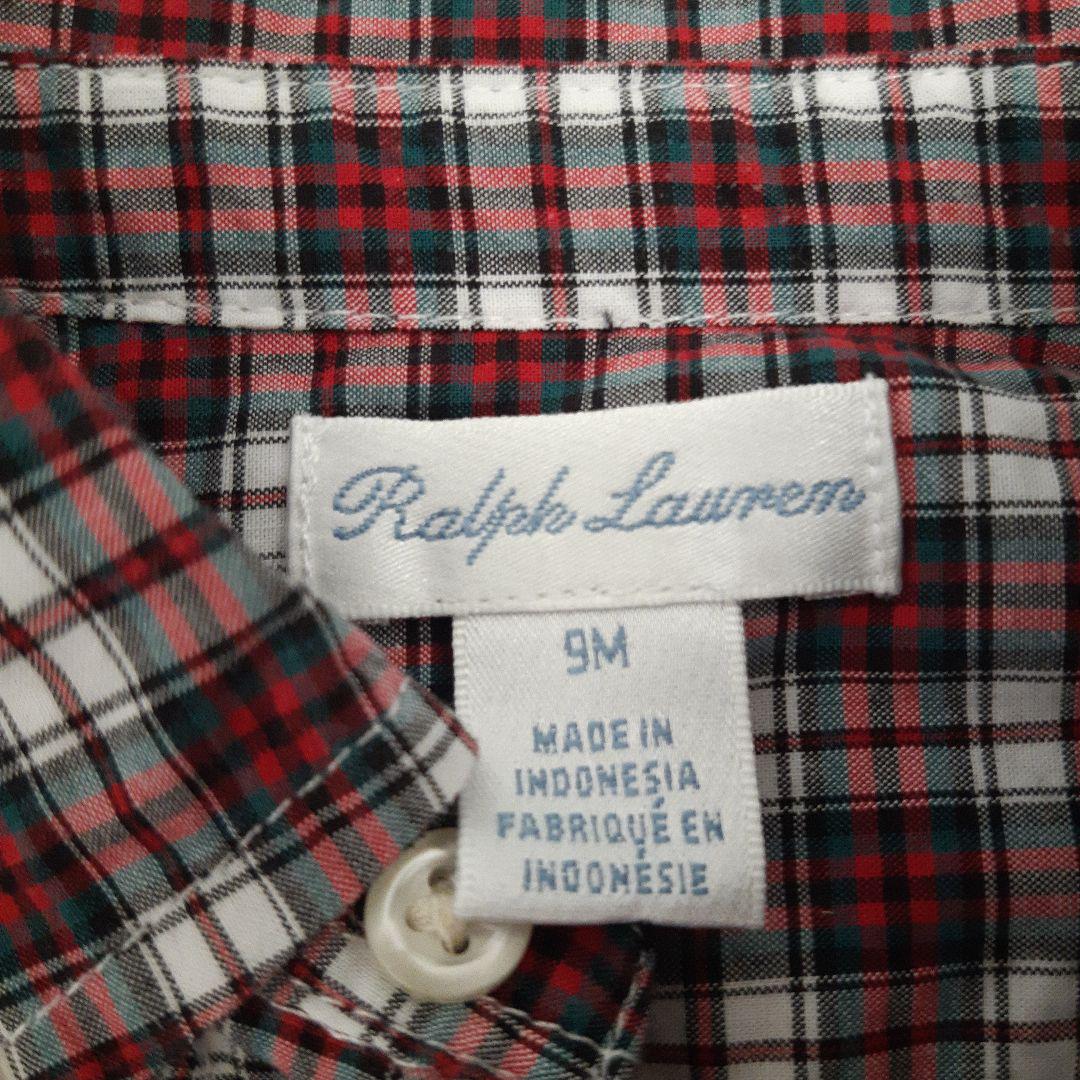 Ralph Lauren
9M
MADE IN
INDONESIA
FABRIQUÉ EN
INDONÉSIE